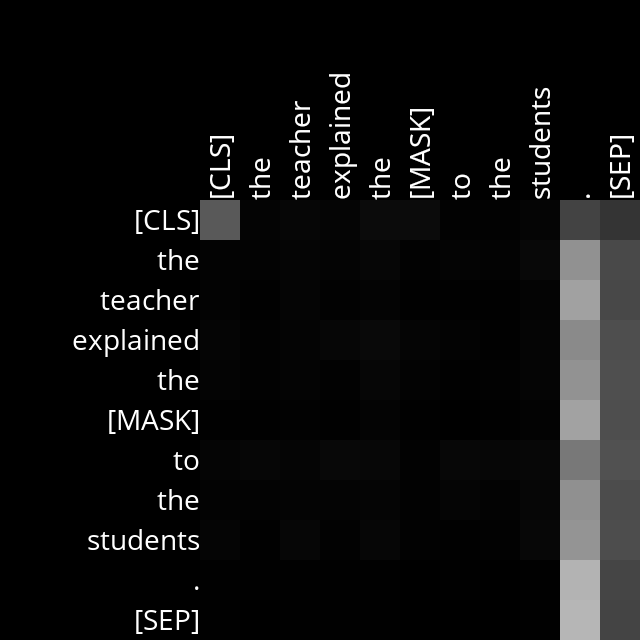 [CLS]
the
teacher
explained
the
[MASK]
to
the
students
.
[SEP]
[CLS]
the
teacher
explained
the
[MASK]
to
the
students
.
[SEP]